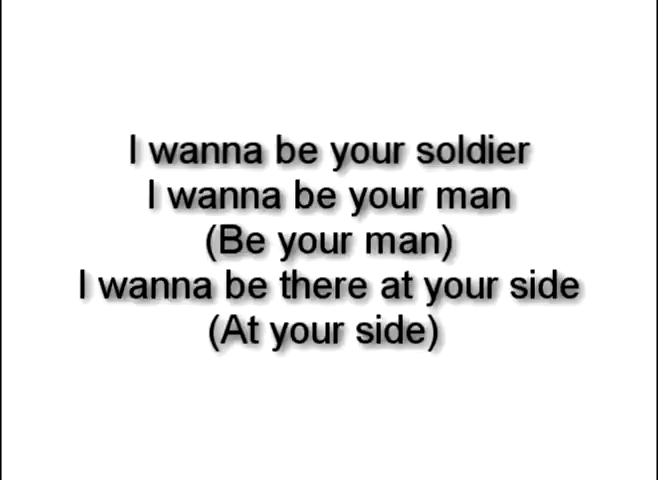 I wanna be your soldier
I wanna be your man
(Be your man)
I wanna be there at your side
(At your side)